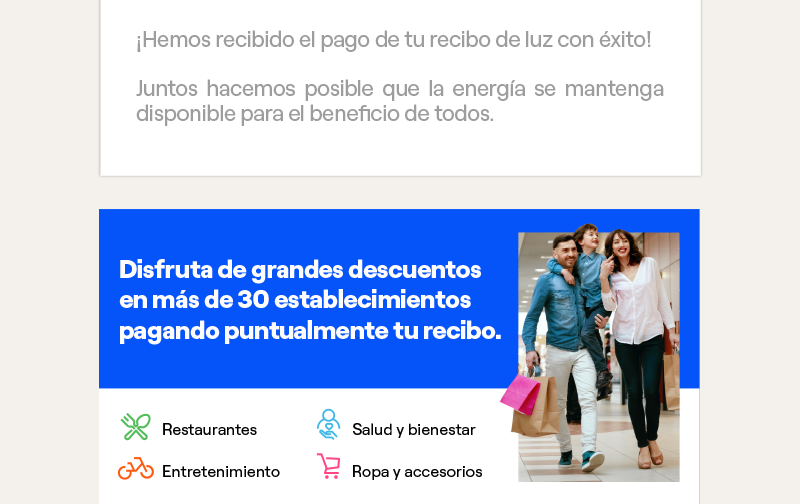 ¡Hemos recibido el pago de tu recibo de luz con éxito!
Juntos hacemos posible que la energía se mantenga
disponible para el beneficio de todos.
Disfruta de grandes descuentos
en más de 30 establecimientos
pagando puntualmente tu recibo.
Restaurantes
Salud y bienestar
Entretenimiento
Ropa y accesorios